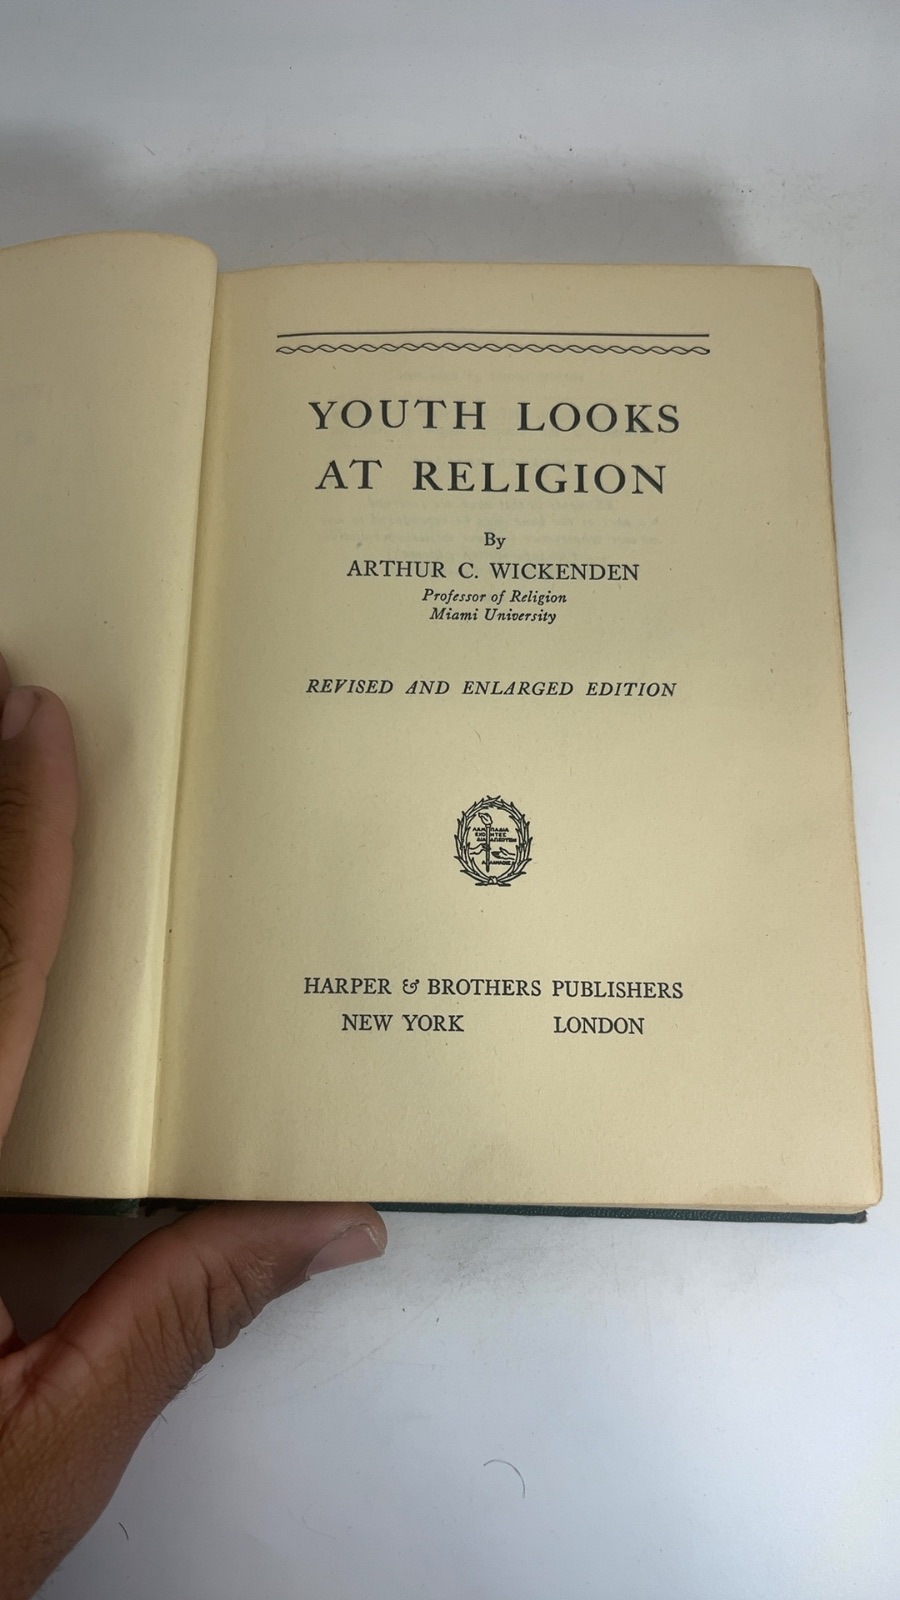 YOUTH LOOKS
AT RELIGION
By
ARTHUR C. WICKENDEN
Professor of Religion
Miami University
REVISED AND ENLARGED EDITION
HARPER & BROTHERS PUBLISHERS
NEW YORK LONDON